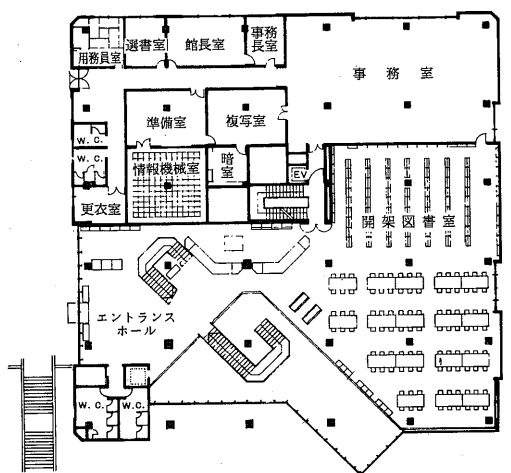 用務員室
選書室
館長室
事務
長室
事務室
準備室
複写室
W.C.
W.C.
情報機械室
暗
室
EV
更衣室
開架図書室
エントランス
ホール
W.C.
W.C.